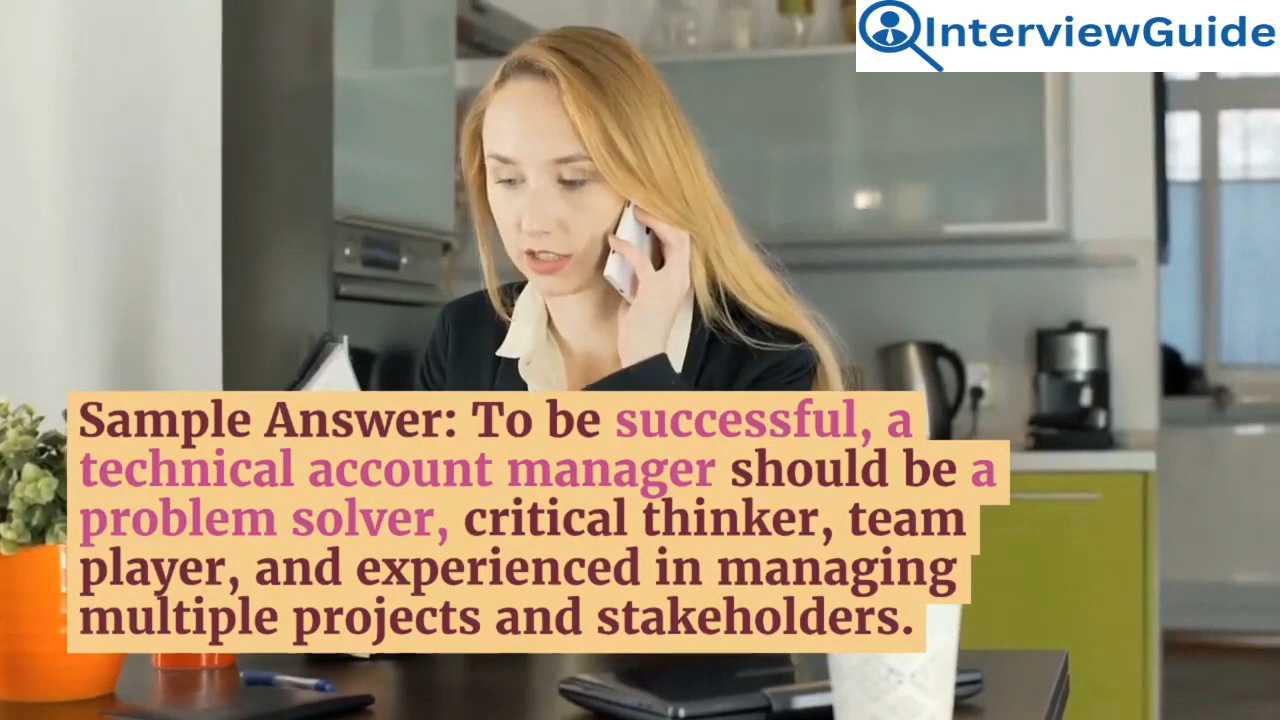 InterviewGuide
Sample Answer: To be successful, a
technical account manager should be a
problem solver, critical thinker, team
player, and experienced in managing
multiple projects and stakeholders.